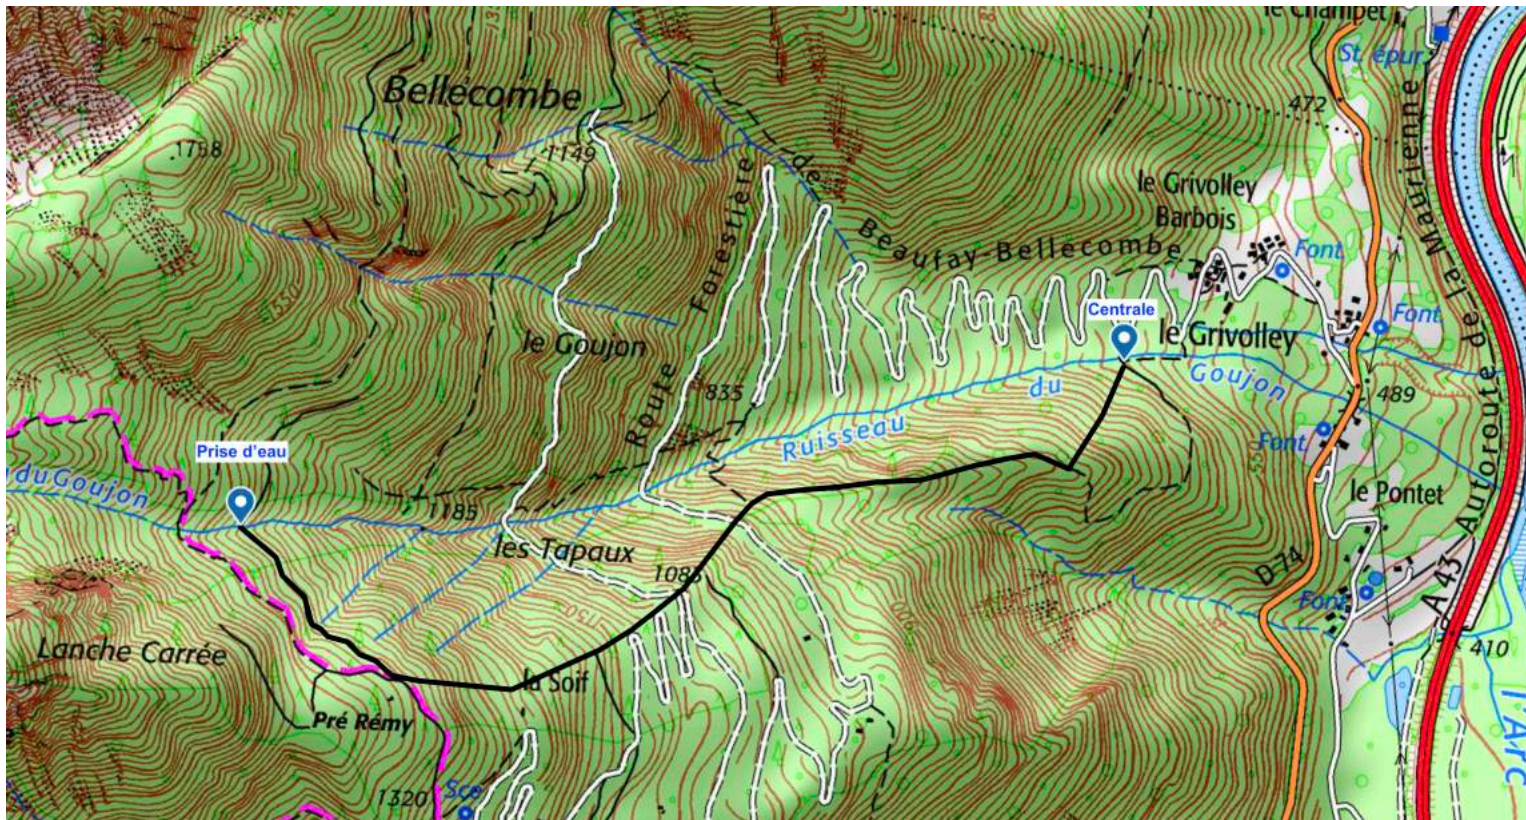 le Champet
St. épur.
Bellecombe
472
1758
1149
le Grivolley
Barbois
Route Forestière de Beaufay-Bellecombe
Font.
A 43 - Autoroute de La Maurienne
Centrale
Font.
le Grivolley
le Goujon
835
Ruisseau du Goujon
489
Prise d'eau
Font.
du Goujon
1185
le Pontet
les Tapaux
1083
D 74
Font.
410
Lanche Carrée
la Soif
Pré Rémy
l'Arc
1320
Sce